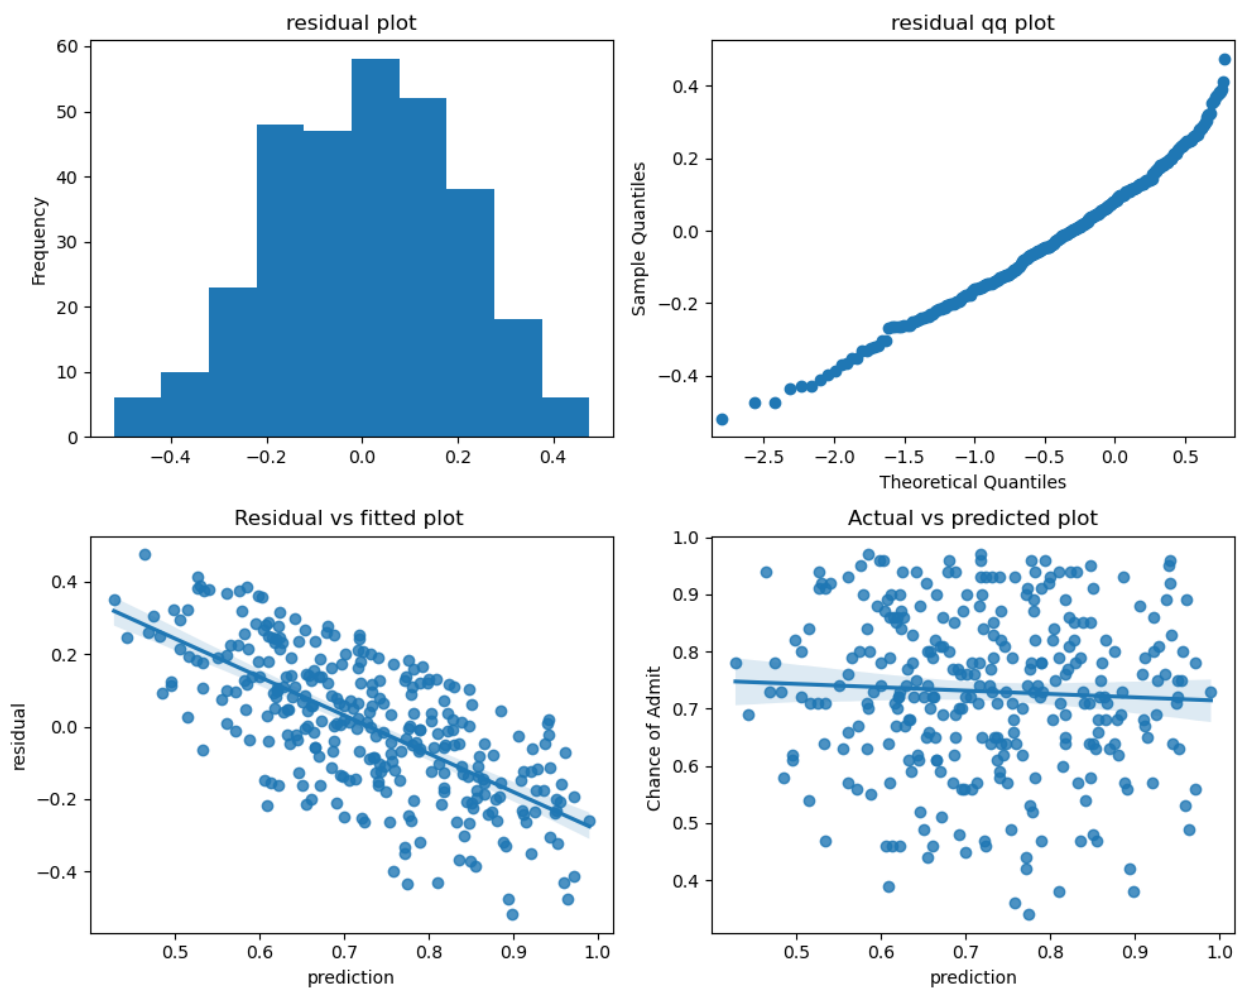 residual plot
60
50
40
30
20
10
0
Frequency
−0.4 −0.2 0.0 0.2 0.4
residual qq plot
0.4
0.2
0.0
−0.2
−0.4
Sample Quantiles
−2.5 −2.0 −1.5 −1.0 −0.5 0.0 0.5
Theoretical Quantiles
Residual vs fitted plot
0.4
0.2
0.0
−0.2
−0.4
residual
0.5 0.6 0.7 0.8 0.9 1.0
prediction
Actual vs predicted plot
1.0
0.9
0.8
0.7
0.6
0.5
0.4
Chance of Admit
0.5 0.6 0.7 0.8 0.9 1.0
prediction